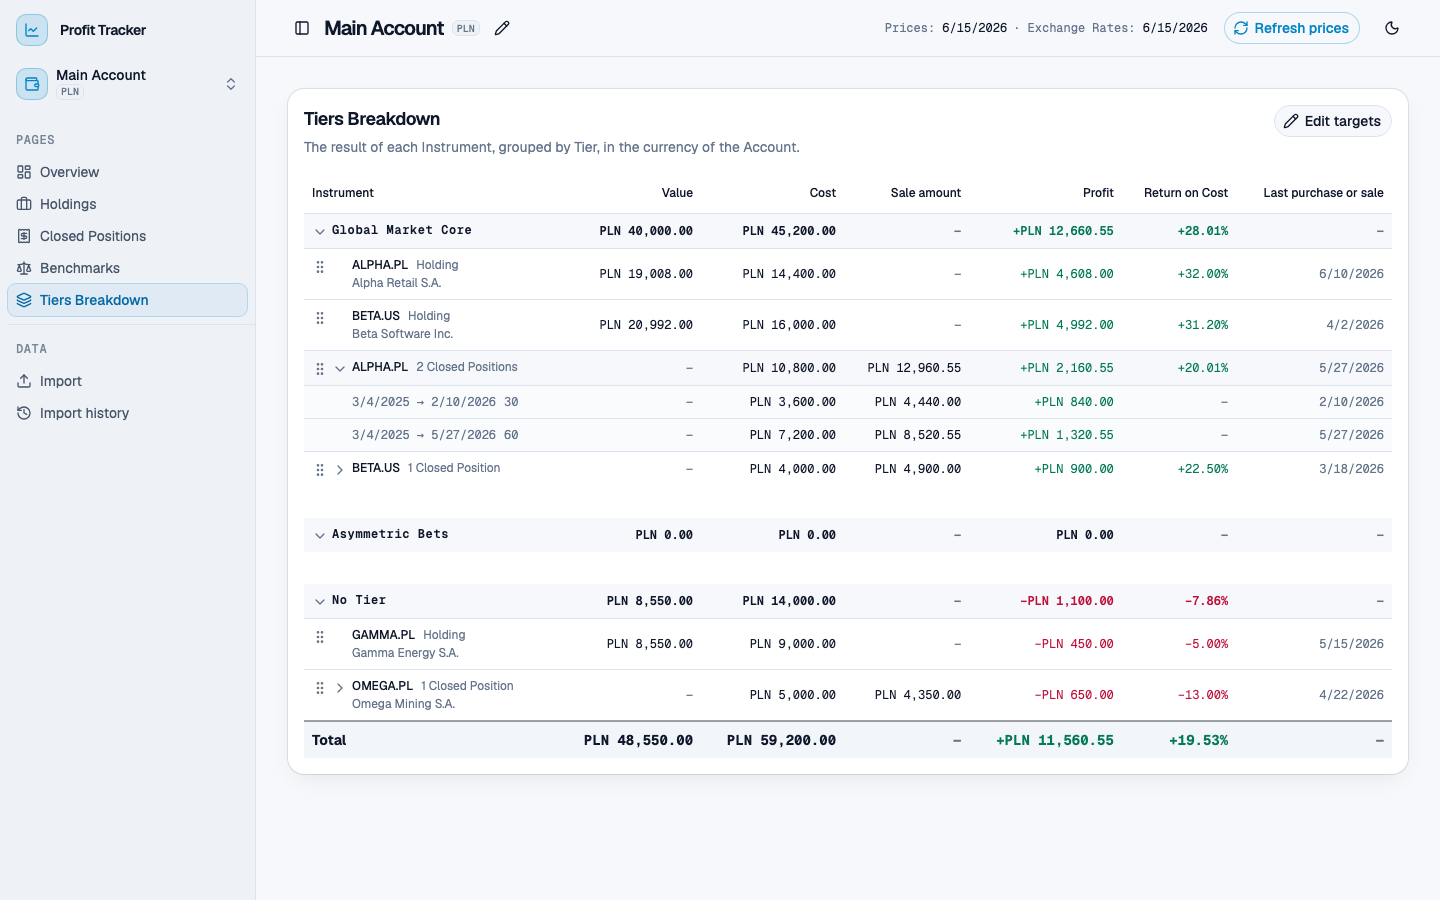 Profit Tracker
Main Account
PLN
PAGES
Overview
Holdings
Closed Positions
Benchmarks
Tiers Breakdown
DATA
Import
Import history
Main Account PLN
Prices: 6/15/2026 · Exchange Rates: 6/15/2026
Refresh prices
Tiers Breakdown
Edit targets
The result of each Instrument, grouped by Tier, in the currency of the Account.
Instrument Value Cost Sale amount Profit Return on Cost Last purchase or sale
Global Market Core PLN 40,000.00 PLN 45,200.00 – +PLN 12,660.55 +28.01% –
ALPHA.PL Holding
Alpha Retail S.A.
PLN 19,008.00 PLN 14,400.00 – +PLN 4,608.00 +32.00% 6/10/2026
BETA.US Holding
Beta Software Inc.
PLN 20,992.00 PLN 16,000.00 – +PLN 4,992.00 +31.20% 4/2/2026
ALPHA.PL 2 Closed Positions – PLN 10,800.00 PLN 12,960.55 +PLN 2,160.55 +20.01% 5/27/2026
3/4/2025 → 2/10/2026 30 – PLN 3,600.00 PLN 4,440.00 +PLN 840.00 – 2/10/2026
3/4/2025 → 5/27/2026 60 – PLN 7,200.00 PLN 8,520.55 +PLN 1,320.55 – 5/27/2026
BETA.US 1 Closed Position – PLN 4,000.00 PLN 4,900.00 +PLN 900.00 +22.50% 3/18/2026
Asymmetric Bets PLN 0.00 PLN 0.00 – PLN 0.00 – –
No Tier PLN 8,550.00 PLN 14,000.00 – −PLN 1,100.00 −7.86% –
GAMMA.PL Holding
Gamma Energy S.A.
PLN 8,550.00 PLN 9,000.00 – −PLN 450.00 −5.00% 5/15/2026
OMEGA.PL 1 Closed Position
Omega Mining S.A.
– PLN 5,000.00 PLN 4,350.00 −PLN 650.00 −13.00% 4/22/2026
Total PLN 48,550.00 PLN 59,200.00 – +PLN 11,560.55 +19.53% –